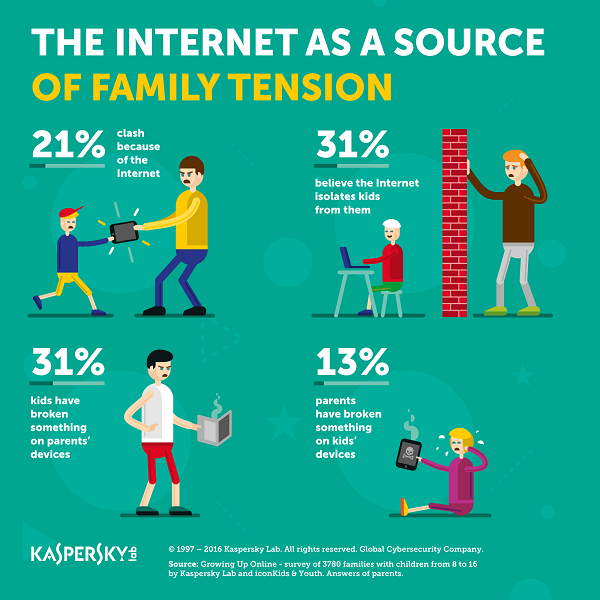 THE INTERNET AS A SOURCE
OF FAMILY TENSION
21%
clash
because
of the
Internet
31%
believe the Internet
isolates kids
from them
31%
kids have
broken
something
on parents'
devices
13%
parents
have broken
something
on kids'
devices
KASPERSKY lab
© 1997 – 2016 Kaspersky Lab. All rights reserved. Global Cybersecurity Company.
Source: Growing Up Online - survey of 3780 families with children from 8 to 16
by Kaspersky Lab and iconKids & Youth. Answers of parents.